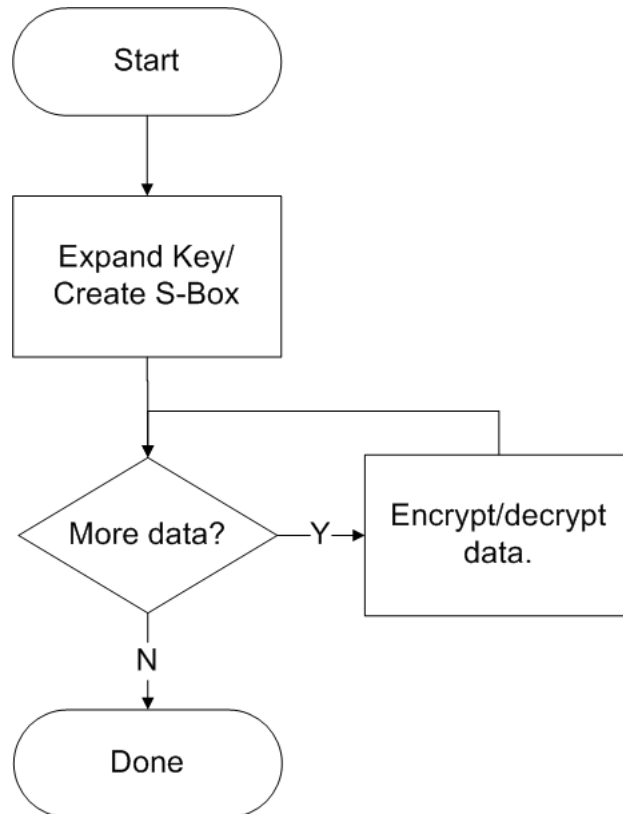 Start
Expand Key/
Create S-Box
More data?
Y
Encrypt/decrypt
data.
N
Done